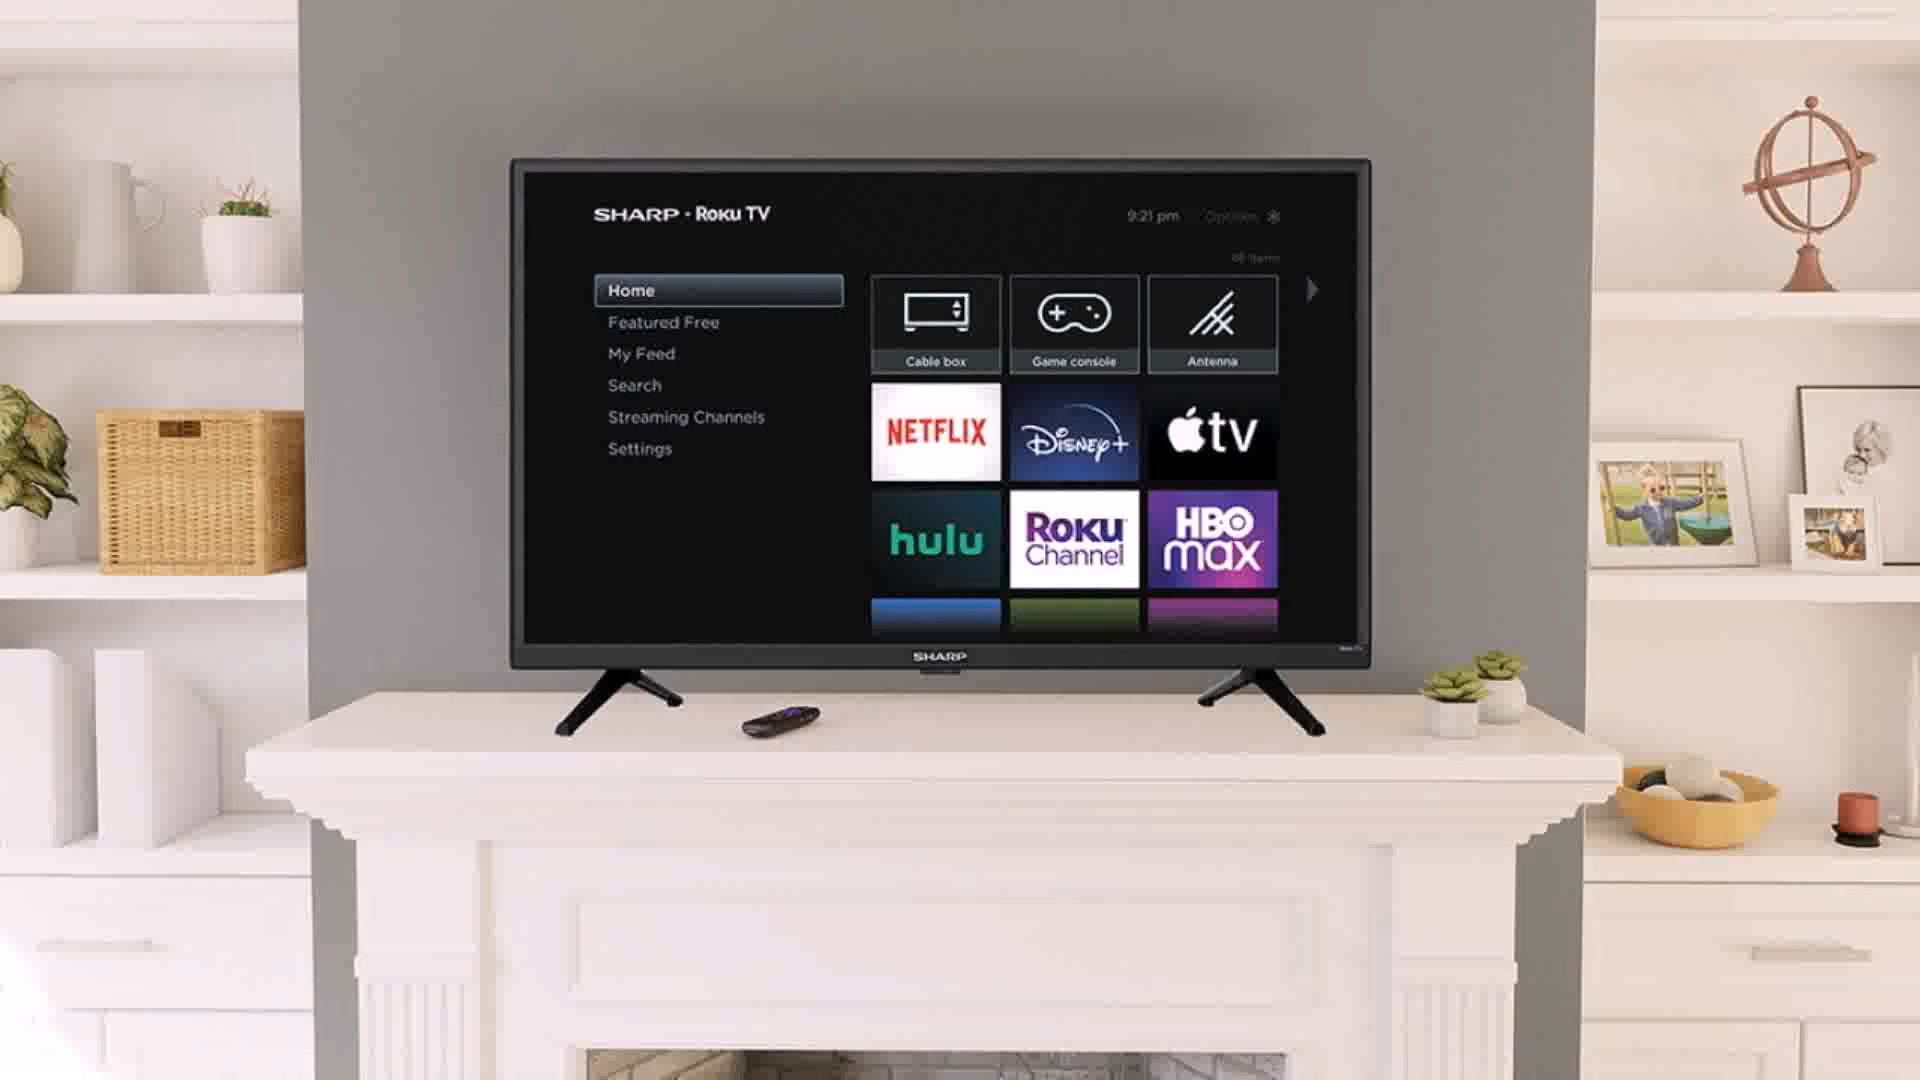 SHARP • Roku TV
9:21 pm
Options
Home
Featured Free
My Feed
Search
Streaming Channels
Settings
Cable box
Game console
Antenna
NETFLIX
Disney+
tv
hulu
Roku
Channel
HBO
max
SHARP